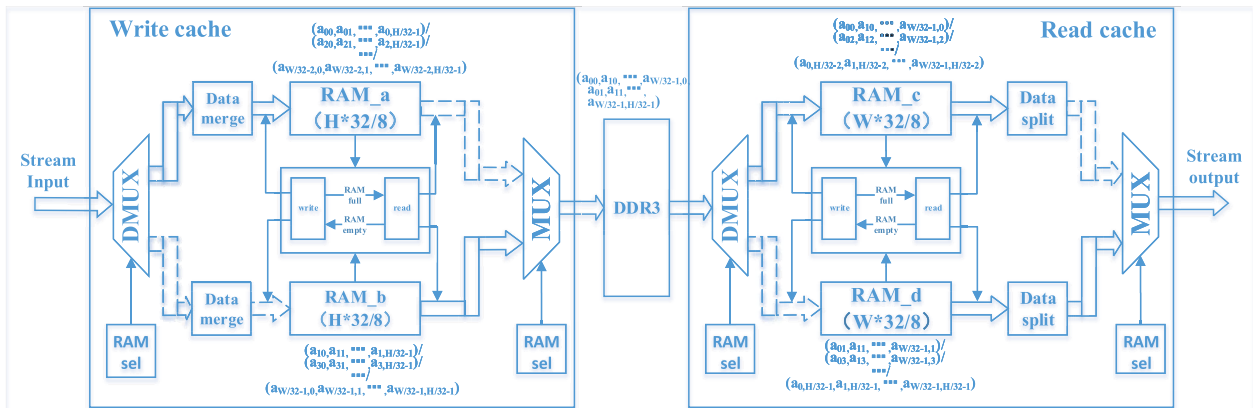 Write cache
(a00,a01, ···, a0,H/32-1)/
(a20,a21, ···, a2,H/32-1)/
···/
(aW/32-2,0,aW/32-2,1, ···, aW/32-2,H/32-1)
Data
merge
RAM_a
(H*32/8)
Stream
Input
DMUX
write
RAM
full
RAM
empty
read
MUX
Data
merge
RAM_b
(H*32/8)
RAM
sel
RAM
sel
(a10,a11, ···, a1,H/32-1)/
(a30,a31, ···, a3,H/32-1)/
···/
(aW/32-1,0,aW/32-1,1, ···, aW/32-1,H/32-1)
(a00,a10, ···, aW/32-1,0,
a01,a11, ···,
aW/32-1,H/32-1)
DDR3
Read cache
(a00,a10, ···, aW/32-1,0)/
(a02,a12, ···, aW/32-1,2)/
···/
(a0,H/32-2,a1,H/32-2, ···, aW/32-1,H/32-2)
RAM_c
(W*32/8)
Data
split
DMUX
write
RAM
full
RAM
empty
read
MUX
Stream
output
RAM_d
(W*32/8)
Data
split
RAM
sel
RAM
sel
(a01,a11, ···, aW/32-1,1)/
(a03,a13, ···, aW/32-1,3)/
···/
(a0,H/32-1,a1,H/32-1, ···, aW/32-1,H/32-1)